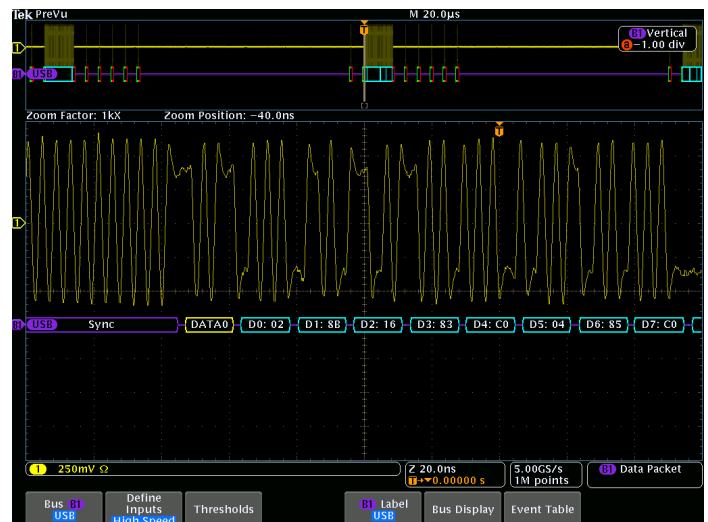 Tek PreVu M 20.0µs
T
B1 Vertical
a -1.00 div
1
B1 USB
Zoom Factor: 1kX Zoom Position: -40.0ns
T
1
B1 USB Sync DATA0 D0: 02 D1: 8B D2: 16 D3: 83 D4: C0 D5: 04 D6: 85 D7: C0
1 250mV Ω
Z 20.0ns
T→▼0.00000 s
5.00GS/s
1M points
B1 Data Packet
Bus B1
USB
Define
Inputs
High Speed
Thresholds
B1 Label
USB
Bus Display
Event Table